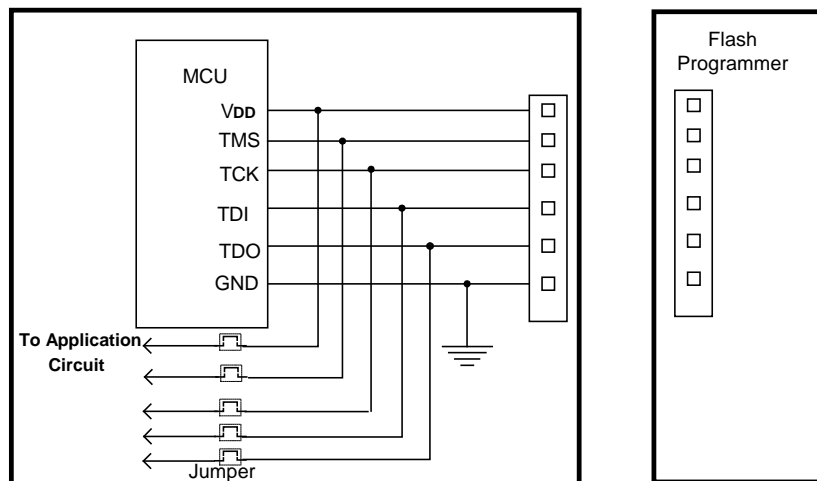 MCU
VDD
TMS
TCK
TDI
TDO
GND
To Application
Circuit
Jumper
Flash
Programmer